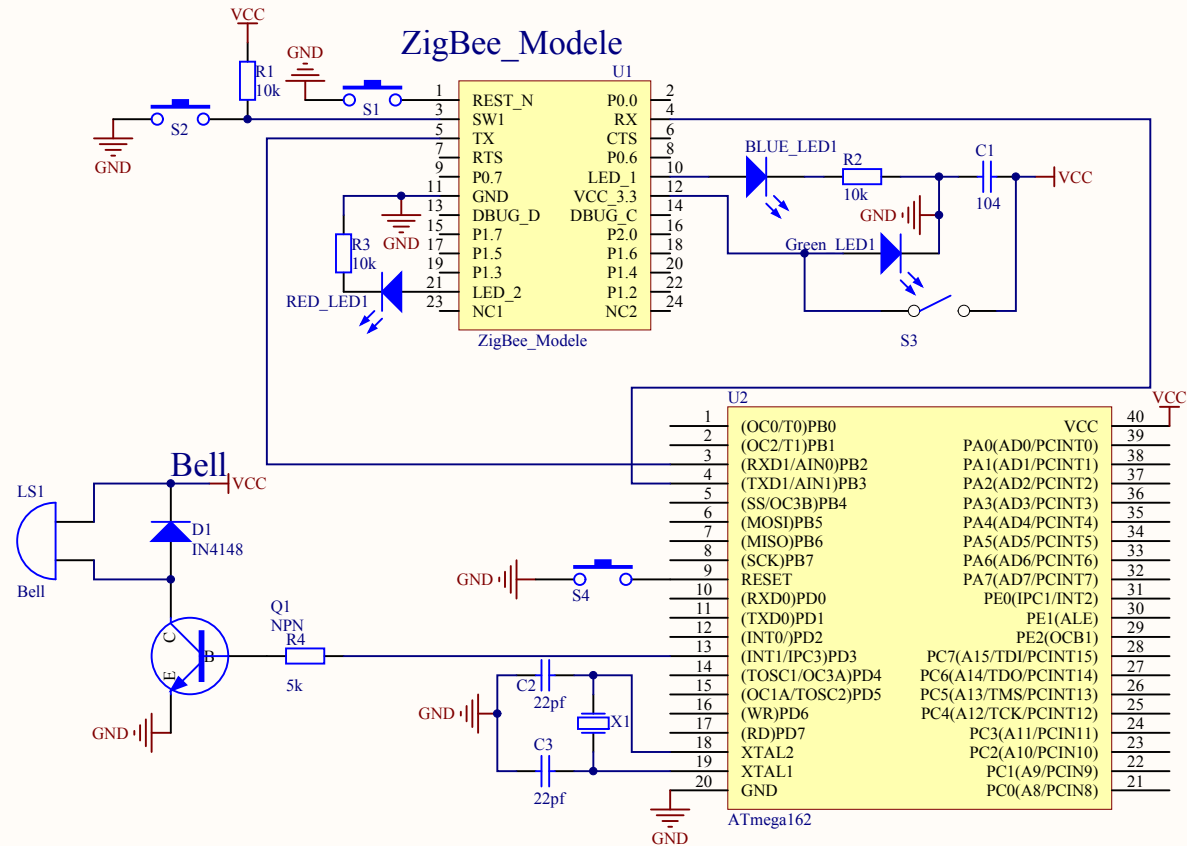 VCC
ZigBee_Modele
GND
R1
10k
S1
S2
GND
U1
1 REST_N P0.0 2
3 SW1 RX 4
5 TX CTS 6
7 RTS P0.6 8
9 P0.7 LED_1 10
11 GND VCC_3.3 12
13 DBUG_D DBUG_C 14
15 P1.7 P2.0 16
17 P1.5 P1.6 18
19 P1.3 P1.4 20
21 LED_2 P1.2 22
23 NC1 NC2 24
ZigBee_Modele
GND
R3
10k
RED_LED1
BLUE_LED1
R2
10k
C1
104
VCC
GND
Green_LED1
S3
U2
VCC
1 (OC0/T0)PB0 VCC 40
2 (OC2/T1)PB1 PA0(AD0/PCINT0) 39
3 (RXD1/AIN0)PB2 PA1(AD1/PCINT1) 38
4 (TXD1/AIN1)PB3 PA2(AD2/PCINT2) 37
5 (SS/OC3B)PB4 PA3(AD3/PCINT3) 36
6 (MOSI)PB5 PA4(AD4/PCINT4) 35
7 (MISO)PB6 PA5(AD5/PCINT5) 34
8 (SCK)PB7 PA6(AD6/PCINT6) 33
9 RESET PA7(AD7/PCINT7) 32
10 (RXD0)PD0 PE0(IPC1/INT2) 31
11 (TXD0)PD1 PE1(ALE) 30
12 (INT0/)PD2 PE2(OCB1) 29
13 (INT1/IPC3)PD3 PC7(A15/TDI/PCINT15) 28
14 (TOSC1/OC3A)PD4 PC6(A14/TDO/PCINT14) 27
15 (OC1A/TOSC2)PD5 PC5(A13/TMS/PCINT13) 26
16 (WR)PD6 PC4(A12/TCK/PCINT12) 25
17 (RD)PD7 PC3(A11/PCIN11) 24
18 XTAL2 PC2(A10/PCIN10) 23
19 XTAL1 PC1(A9/PCIN9) 22
20 GND PC0(A8/PCIN8) 21
ATmega162
GND
Bell
LS1
VCC
D1
IN4148
Bell
Q1
NPN
C
B
E
R4
5k
GND
GND
S4
C2
22pf
GND
X1
C3
22pf